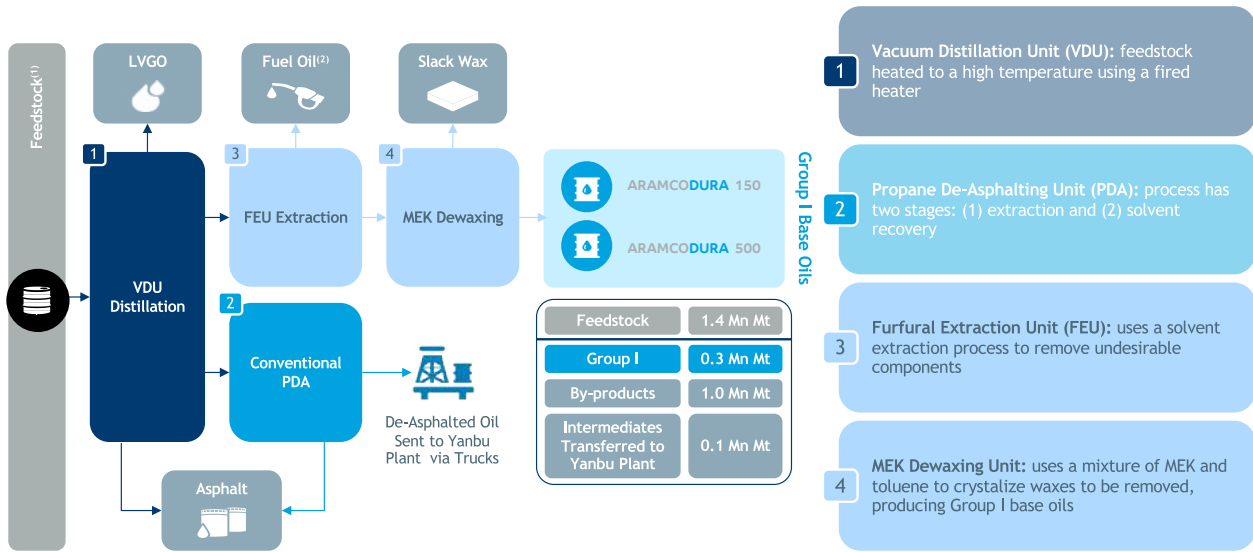 Feedstock(1)
LVGO
Fuel Oil(2)
Slack Wax
1
VDU
Distillation
3
FEU Extraction
4
MEK Dewaxing
ARAMCODURA 150
ARAMCODURA 500
Group I Base Oils
2
Conventional
PDA
De-Asphalted Oil
Sent to Yanbu
Plant via Trucks
Asphalt
Feedstock 1.4 Mn Mt
Group I 0.3 Mn Mt
By-products 1.0 Mn Mt
Intermediates
Transferred to
Yanbu Plant
0.1 Mn Mt
1
Vacuum Distillation Unit (VDU): feedstock
heated to a high temperature using a fired
heater
2
Propane De-Asphalting Unit (PDA): process has
two stages: (1) extraction and (2) solvent
recovery
3
Furfural Extraction Unit (FEU): uses a solvent
extraction process to remove undesirable
components
4
MEK Dewaxing Unit: uses a mixture of MEK and
toluene to crystalize waxes to be removed,
producing Group I base oils